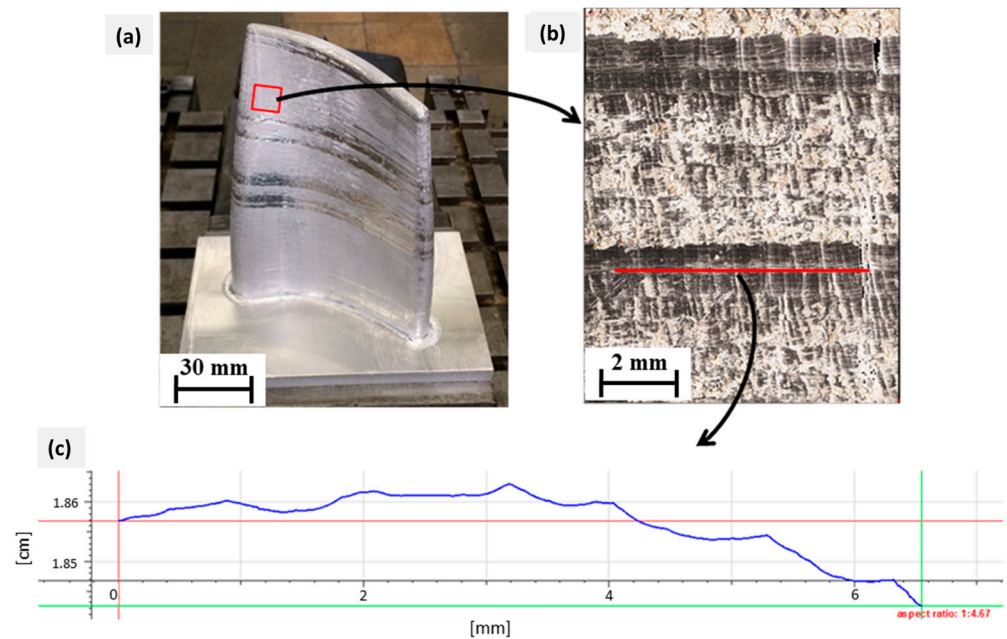 (a)
(b)
30 mm
2 mm
(c)
1.86
1.85
[cm]
0
2
4
6
aspect ratio: 1:4.67
[mm]